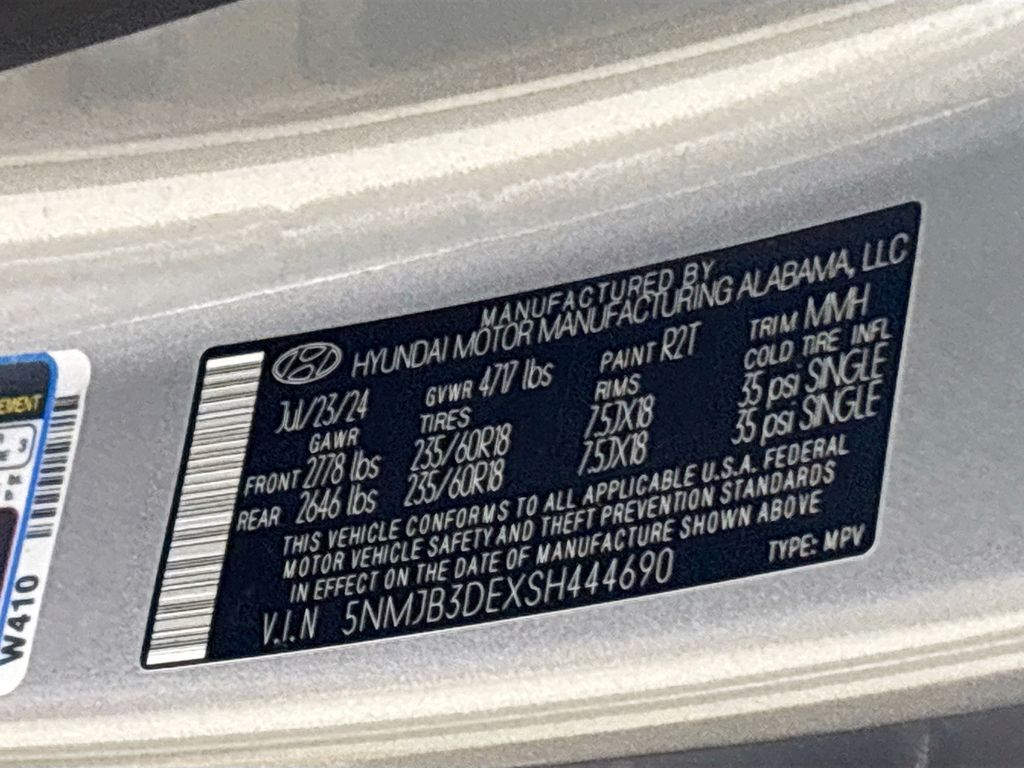 MANUFACTURED BY
HYUNDAI MOTOR MANUFACTURING ALABAMA, LLC
Jul/23/24 GVWR 4717 lbs PAINT R2T TRIM MMH
GAWR TIRES RIMS COLD TIRE INFL
FRONT 2778 lbs 235/60R18 7.5JX18 35 psi SINGLE
REAR 2646 lbs 235/60R18 7.5JX18 35 psi SINGLE
THIS VEHICLE CONFORMS TO ALL APPLICABLE U.S.A. FEDERAL
MOTOR VEHICLE SAFETY AND THEFT PREVENTION STANDARDS
IN EFFECT ON THE DATE OF MANUFACTURE SHOWN ABOVE
V.I.N 5NMJB3DEXSH444690 TYPE: MPV
EMENT
3
W410